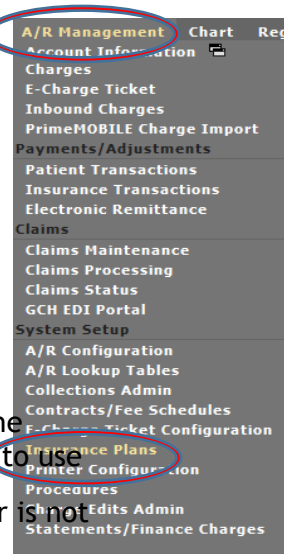 A/R Management Chart Reg
Account Information
Charges
E-Charge Ticket
Inbound Charges
PrimeMOBILE Charge Import
Payments/Adjustments
Patient Transactions
Insurance Transactions
Electronic Remittance
Claims
Claims Maintenance
Claims Processing
Claims Status
GCH EDI Portal
System Setup
A/R Configuration
A/R Lookup Tables
Collections Admin
Contracts/Fee Schedules
ne
E-Charge Ticket Configuration
Insurance Plans
to use
Printer Configuration
Procedures
r is not
Charge Edits Admin
Statements/Finance Charges